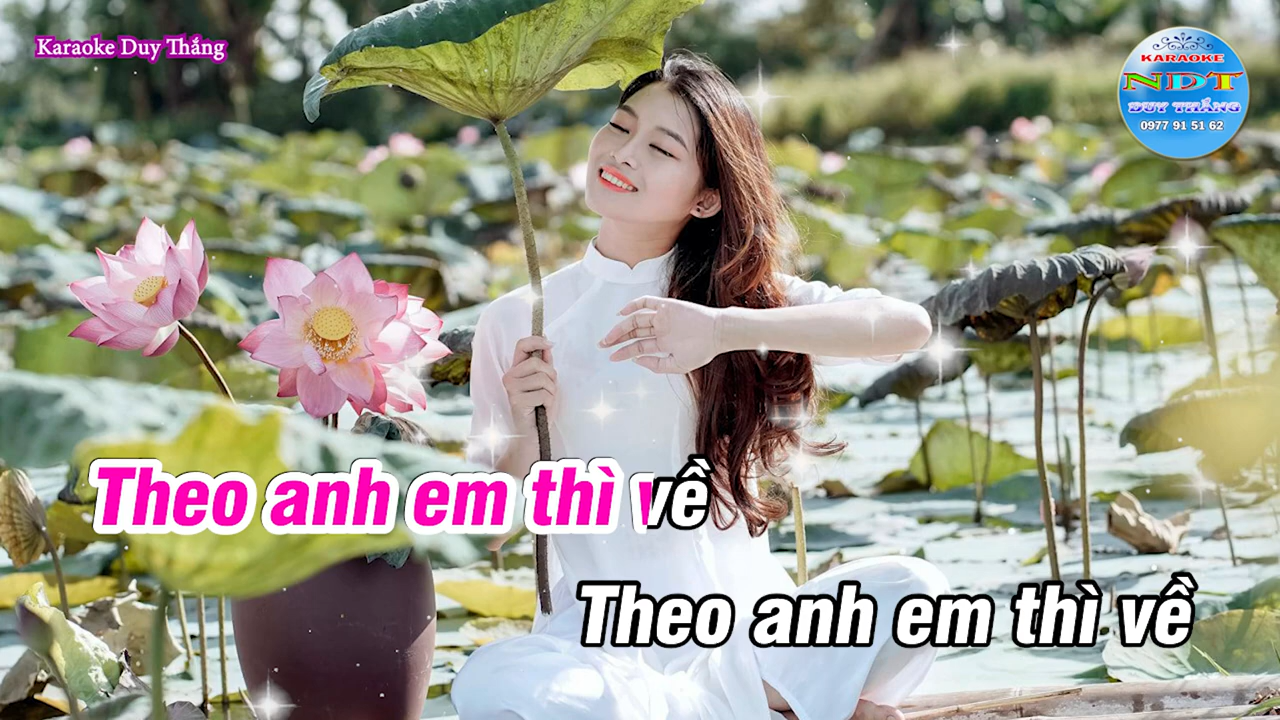 Karaoke Duy Thắng
KARAOKE
NDT
DUY THẮNG
0977 91 51 62
Theo anh em thì về
Theo anh em thì về